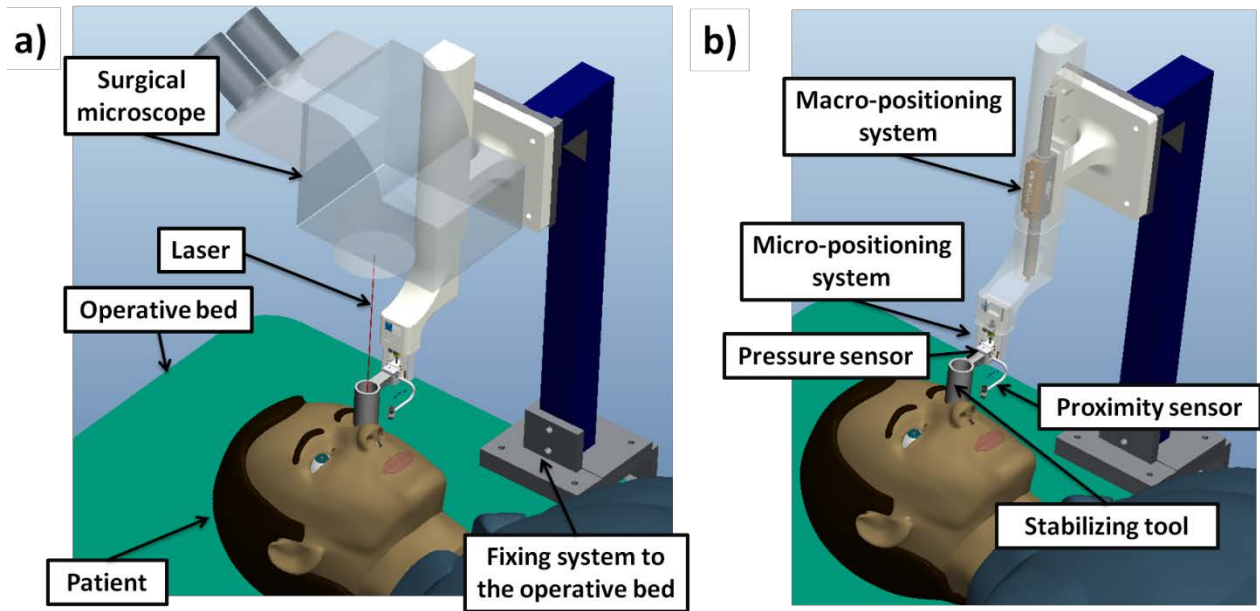 a)
Surgical
microscope
Laser
Operative bed
Patient
Fixing system to
the operative bed
b)
Macro-positioning
system
Micro-positioning
system
Pressure sensor
Proximity sensor
Stabilizing tool